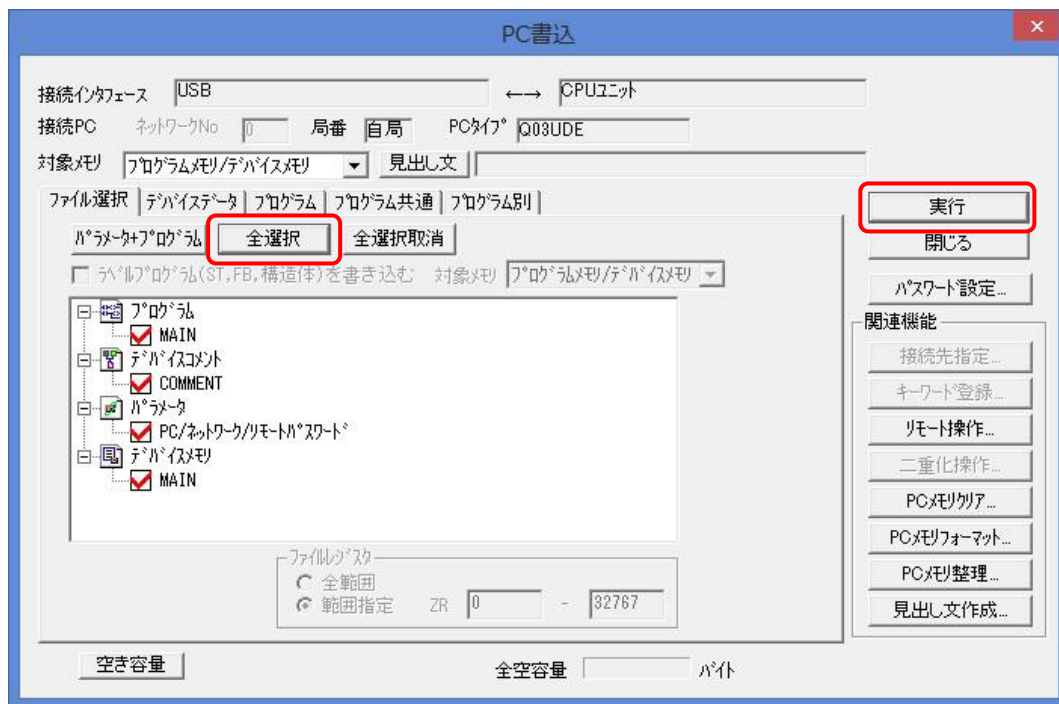 PC書込
接続ｲﾝﾀﾌｪｰｽ USB ←→ CPUﾕﾆｯﾄ
接続PC ﾈｯﾄﾜｰｸNo 0 局番 自局 PCﾀｲﾌﾟ Q03UDE
対象ﾒﾓﾘ ﾌﾟﾛｸﾞﾗﾑﾒﾓﾘ/ﾃﾞﾊﾞｲｽﾒﾓﾘ 見出し文
ﾌｧｲﾙ選択 ﾃﾞﾊﾞｲｽﾃﾞｰﾀ ﾌﾟﾛｸﾞﾗﾑ ﾌﾟﾛｸﾞﾗﾑ共通 ﾌﾟﾛｸﾞﾗﾑ別
ﾊﾟﾗﾒｰﾀ+ﾌﾟﾛｸﾞﾗﾑ 全選択 全選択取消
ﾗﾍﾞﾙﾌﾟﾛｸﾞﾗﾑ(ST,FB,構造体)を書き込む 対象ﾒﾓﾘ ﾌﾟﾛｸﾞﾗﾑﾒﾓﾘ/ﾃﾞﾊﾞｲｽﾒﾓﾘ
ﾌﾟﾛｸﾞﾗﾑ
MAIN
ﾃﾞﾊﾞｲｽｺﾒﾝﾄ
COMMENT
ﾊﾟﾗﾒｰﾀ
PC/ﾈｯﾄﾜｰｸ/ﾘﾓｰﾄﾊﾟｽﾜｰﾄﾞ
ﾃﾞﾊﾞｲｽﾒﾓﾘ
MAIN
ﾌｧｲﾙﾚｼﾞｽﾀ
全範囲
範囲指定 ZR 0 - 32767
空き容量 全空容量 ﾊﾞｲﾄ
実行
閉じる
ﾊﾟｽﾜｰﾄﾞ設定...
関連機能
接続先指定...
ｷｰﾜｰﾄﾞ登録...
ﾘﾓｰﾄ操作...
二重化操作...
PCﾒﾓﾘｸﾘｱ...
PCﾒﾓﾘﾌｫｰﾏｯﾄ...
PCﾒﾓﾘ整理...
見出し文作成...